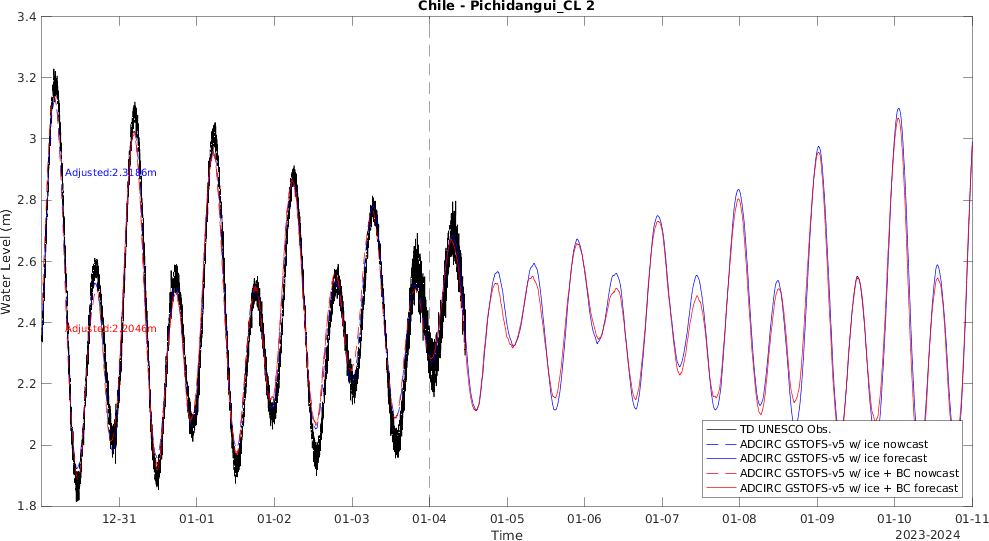 Chile - Pichidangui_CL 2
3.4
3.2
3
2.8
2.6
2.4
2.2
2
1.8
Water Level (m)
Adjusted:2.3186m
Adjusted:2.2046m
TD UNESCO Obs.
ADCIRC GSTOFS-v5 w/ ice nowcast
ADCIRC GSTOFS-v5 w/ ice forecast
ADCIRC GSTOFS-v5 w/ ice + BC nowcast
ADCIRC GSTOFS-v5 w/ ice + BC forecast
12-31 01-01 01-02 01-03 01-04 01-05 01-06 01-07 01-08 01-09 01-10 01-11
Time
2023-2024